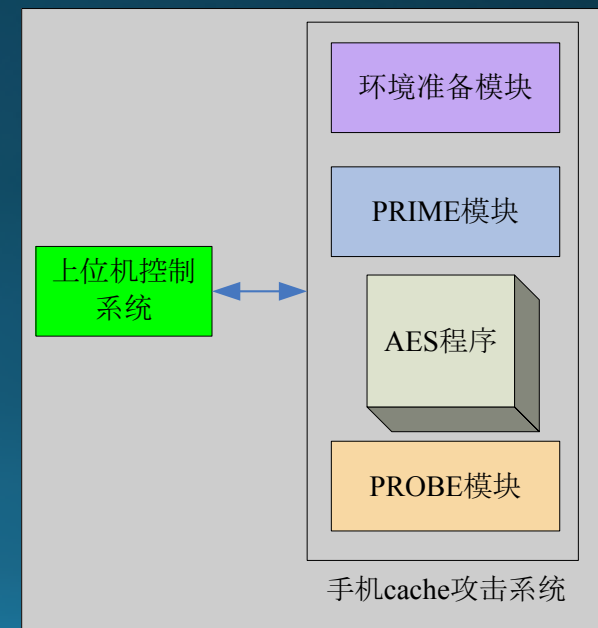 环境准备模块
PRIME模块
上位机控制
系统
AES程序
PROBE模块
手机cache攻击系统